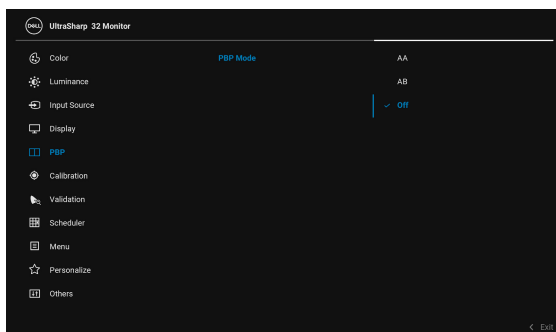 DELL UltraSharp 32 Monitor
Color PBP Mode AA
Luminance AB
Input Source Off
Display
PBP
Calibration
Validation
Scheduler
Menu
Personalize
Others
Exit